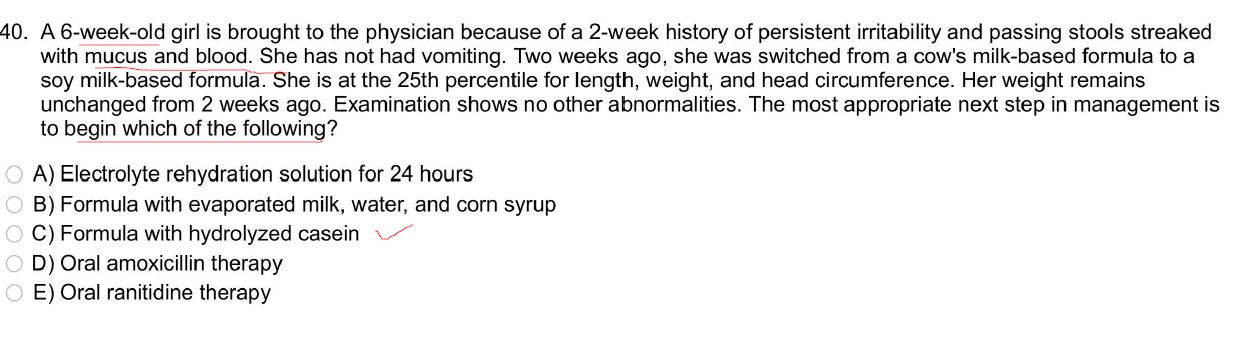 40. A 6-week-old girl is brought to the physician because of a 2-week history of persistent irritability and passing stools streaked
with mucus and blood. She has not had vomiting. Two weeks ago, she was switched from a cow's milk-based formula to a
soy milk-based formula. She is at the 25th percentile for length, weight, and head circumference. Her weight remains
unchanged from 2 weeks ago. Examination shows no other abnormalities. The most appropriate next step in management is
to begin which of the following?
A) Electrolyte rehydration solution for 24 hours
B) Formula with evaporated milk, water, and corn syrup
C) Formula with hydrolyzed casein
D) Oral amoxicillin therapy
E) Oral ranitidine therapy